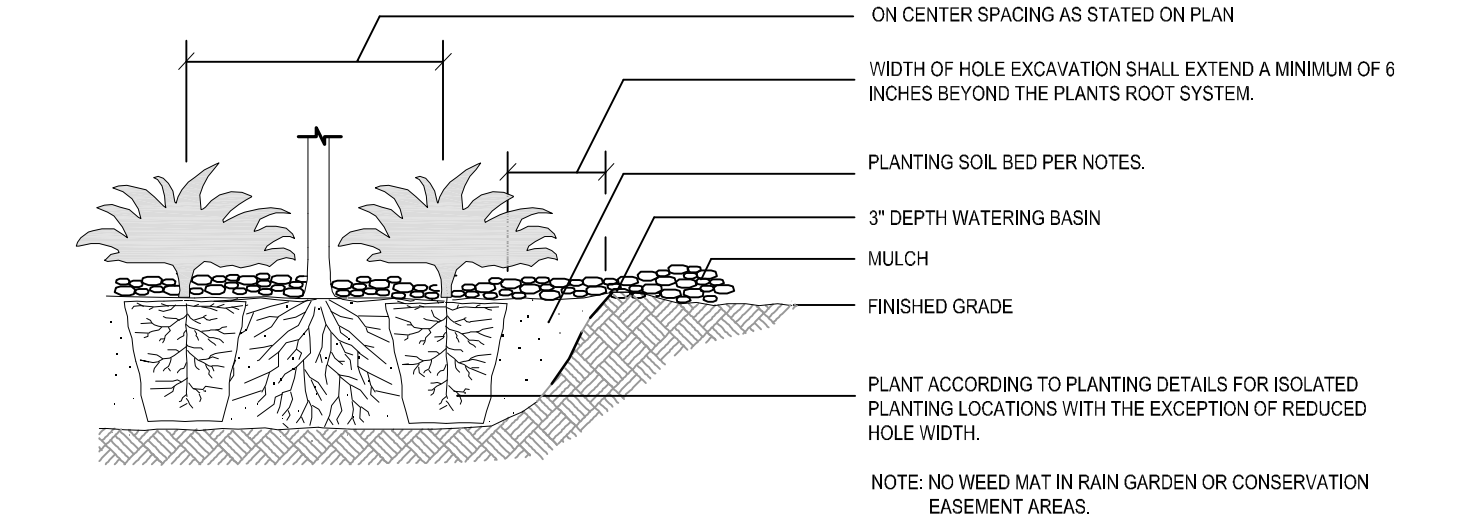 ON CENTER SPACING AS STATED ON PLAN
WIDTH OF HOLE EXCAVATION SHALL EXTEND A MINIMUM OF 6
INCHES BEYOND THE PLANTS ROOT SYSTEM.
PLANTING SOIL BED PER NOTES.
3" DEPTH WATERING BASIN
MULCH
FINISHED GRADE
PLANT ACCORDING TO PLANTING DETAILS FOR ISOLATED
PLANTING LOCATIONS WITH THE EXCEPTION OF REDUCED
HOLE WIDTH.
NOTE: NO WEED MAT IN RAIN GARDEN OR CONSERVATION
EASEMENT AREAS.